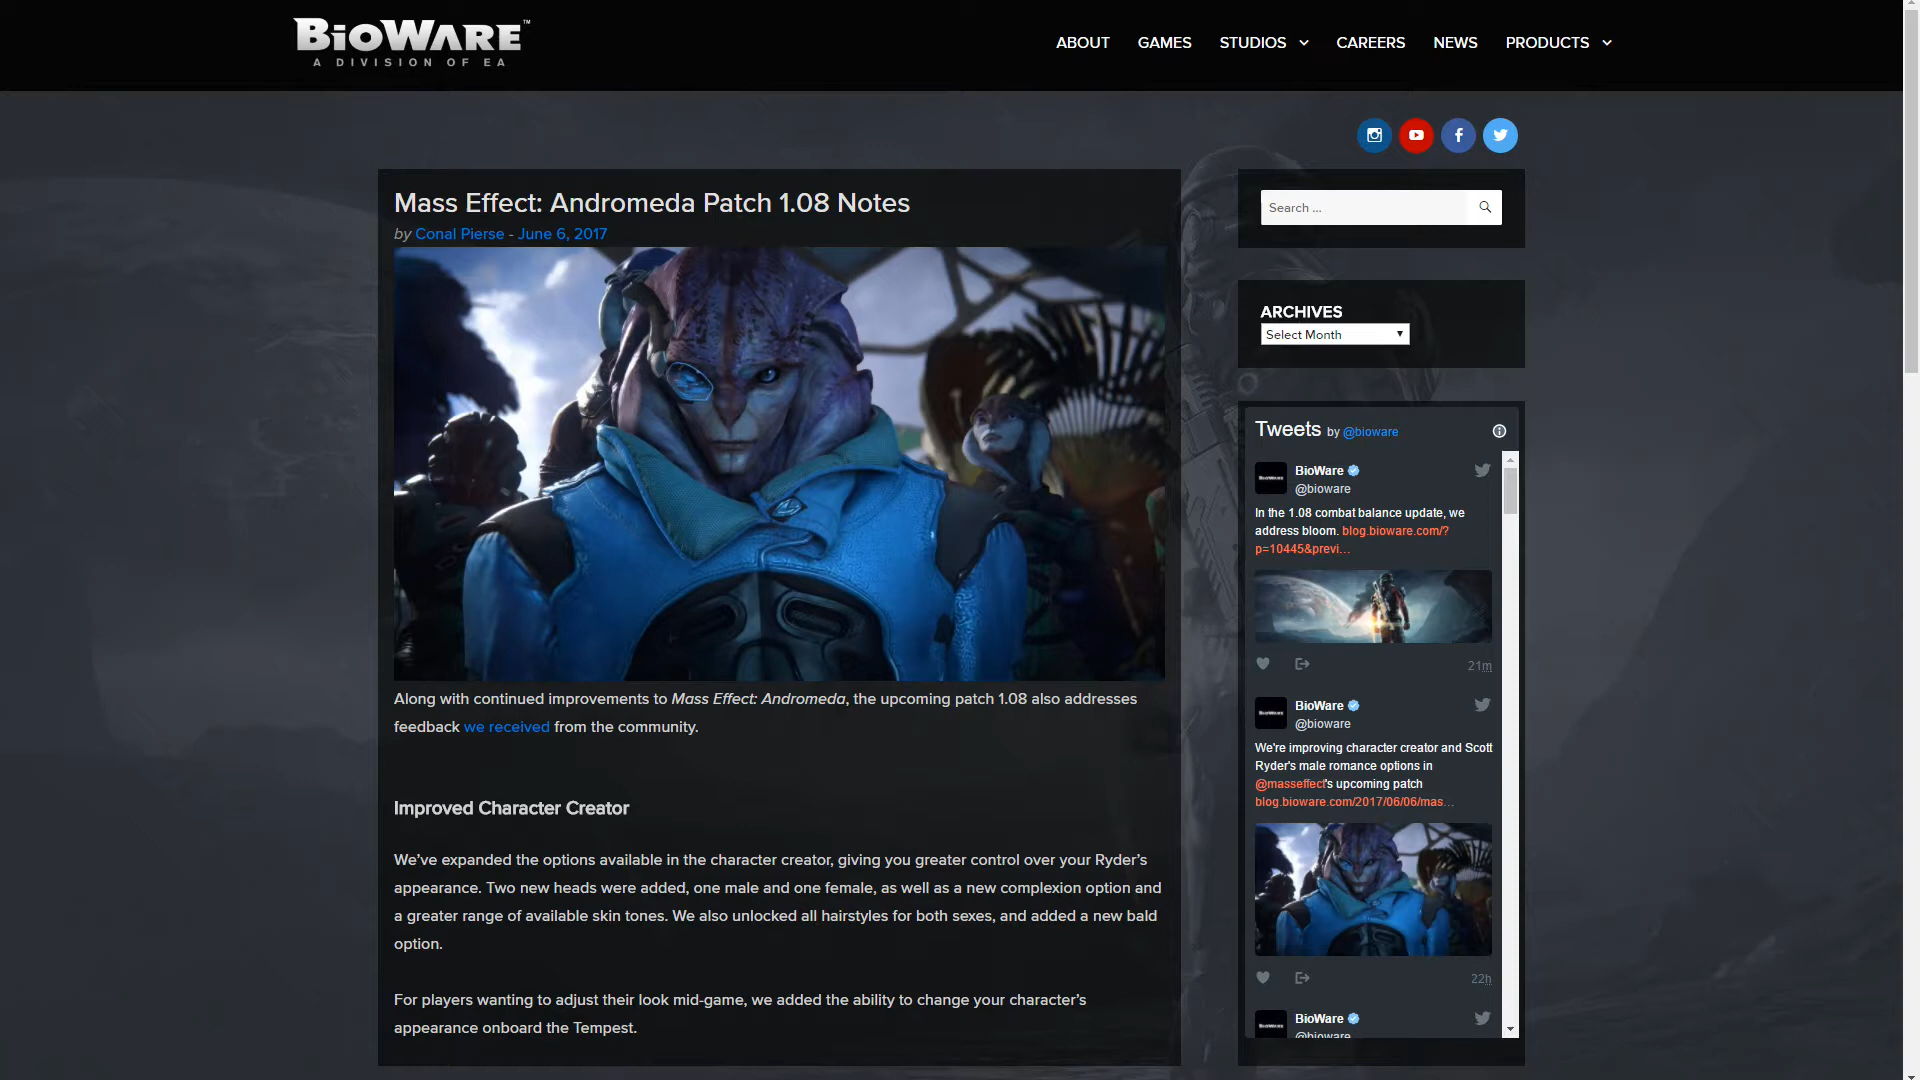 BIOWARE™
A DIVISION OF EA
ABOUT GAMES STUDIOS CAREERS NEWS PRODUCTS
Mass Effect: Andromeda Patch 1.08 Notes
by Conal Pierse - June 6, 2017
Along with continued improvements to Mass Effect: Andromeda, the upcoming patch 1.08 also addresses
feedback we received from the community.
Improved Character Creator
We’ve expanded the options available in the character creator, giving you greater control over your Ryder’s
appearance. Two new heads were added, one male and one female, as well as a new complexion option and
a greater range of available skin tones. We also unlocked all hairstyles for both sexes, and added a new bald
option.
For players wanting to adjust their look mid-game, we added the ability to change your character’s
appearance onboard the Tempest.
Search ...
ARCHIVES
Select Month
Tweets by @bioware
BioWare
@bioware
In the 1.08 combat balance update, we
address bloom. blog.bioware.com/?
p=10445&previ…
21m
BioWare
@bioware
We're improving character creator and Scott
Ryder's male romance options in
@masseffect's upcoming patch
blog.bioware.com/2017/06/06/mas…
22h
BioWare
@bioware